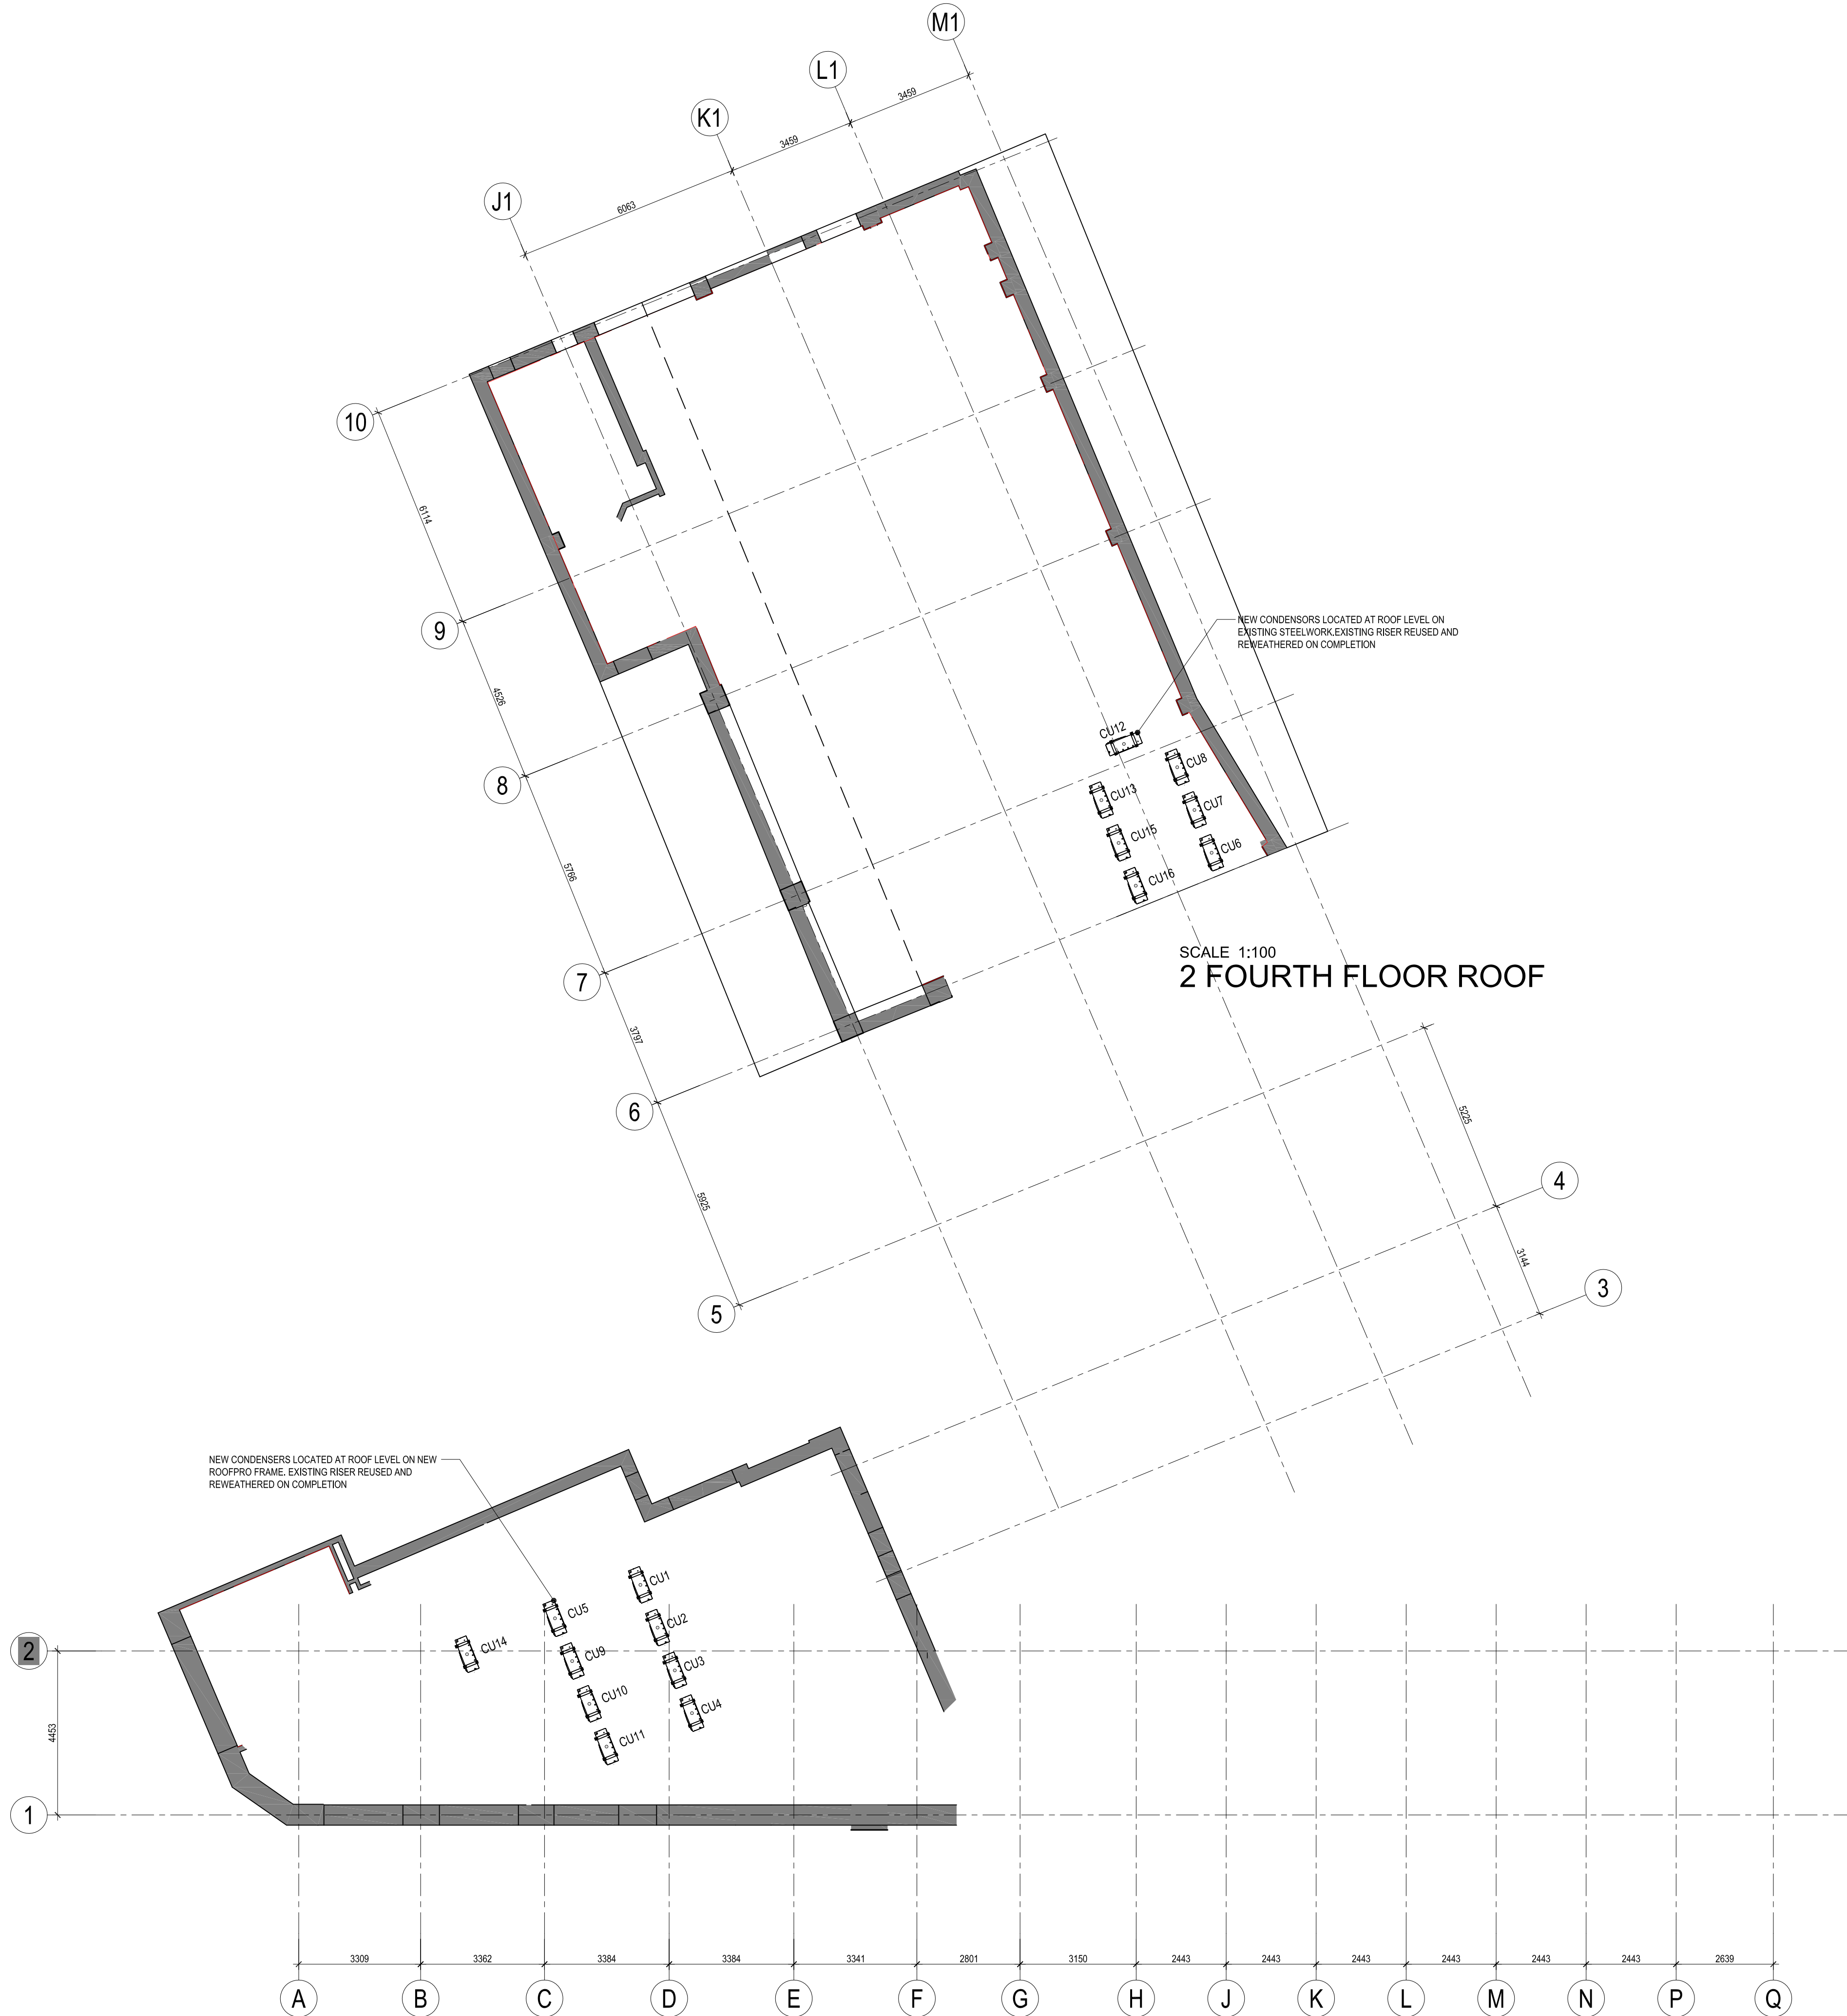 M1
L1
3459
K1
3459
J1
6063
10
6114
9
NEW CONDENSORS LOCATED AT ROOF LEVEL ON
EXISTING STEELWORK,EXISTING RISER REUSED AND
REWEATHERED ON COMPLETION
4526
8
CU12
CU8
CU13
CU7
CU15
CU6
CU16
5766
7
SCALE 1:100
2 FOURTH FLOOR ROOF
3797
6
5225
4
5925
3144
5
3
NEW CONDENSERS LOCATED AT ROOF LEVEL ON NEW
ROOFPRO FRAME. EXISTING RISER REUSED AND
REWEATHERED ON COMPLETION
CU1
CU5
CU2
CU14
CU9
CU3
CU10
CU4
CU11
2
4453
1
3309 3362 3384 3384 3341 2801 3150 2443 2443 2443 2443 2443 2443 2639
A B C D E F G H J K L M N P Q